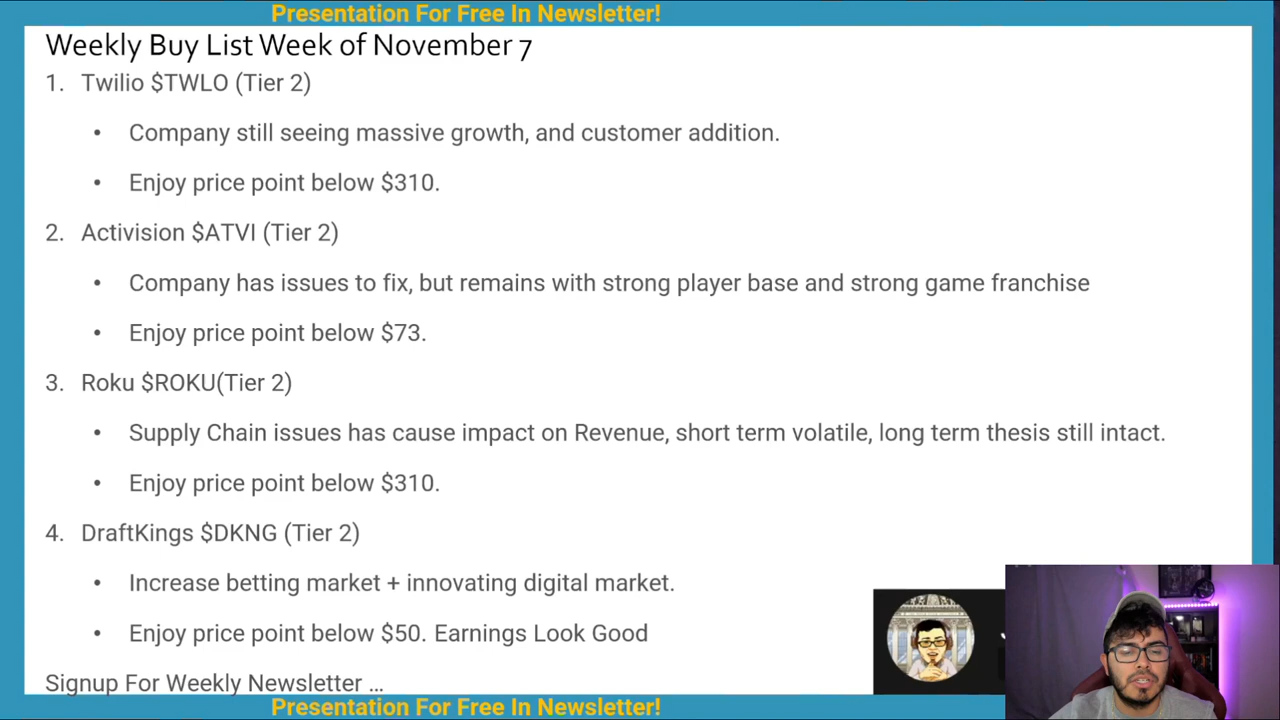 Presentation For Free In Newsletter!
Weekly Buy List Week of November 7
1. Twilio $TWLO (Tier 2)
• Company still seeing massive growth, and customer addition.
• Enjoy price point below $310.
2. Activision $ATVI (Tier 2)
• Company has issues to fix, but remains with strong player base and strong game franchise
• Enjoy price point below $73.
3. Roku $ROKU(Tier 2)
• Supply Chain issues has cause impact on Revenue, short term volatile, long term thesis still intact.
• Enjoy price point below $310.
4. DraftKings $DKNG (Tier 2)
• Increase betting market + innovating digital market.
• Enjoy price point below $50. Earnings Look Good
Signup For Weekly Newsletter ...
Presentation For Free In Newsletter!